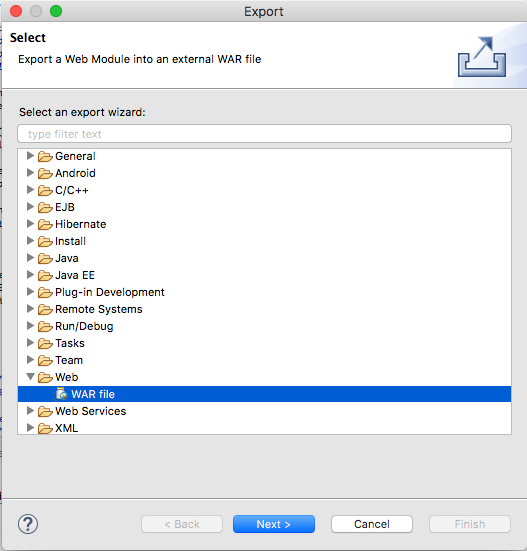 Export
Select
Export a Web Module into an external WAR file
Select an export wizard:
type filter text
General
Android
C/C++
EJB
Hibernate
Install
Java
Java EE
Plug-in Development
Remote Systems
Run/Debug
Tasks
Team
Web
WAR file
Web Services
XML
?
< Back
Next >
Cancel
Finish